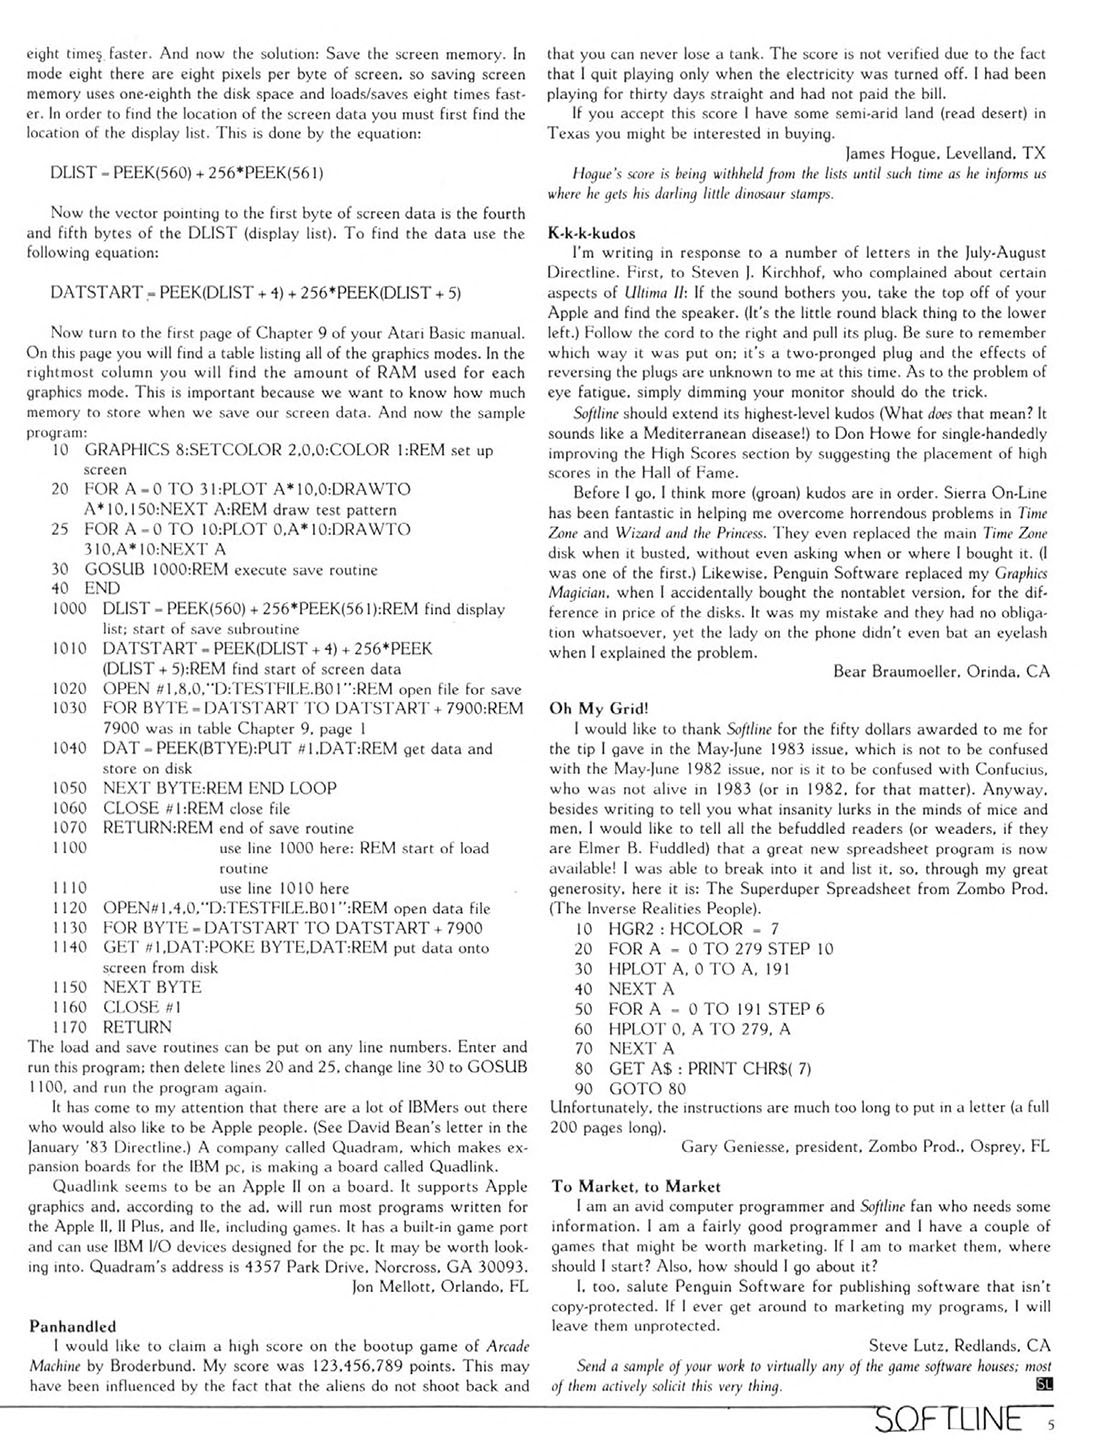 eight times faster. And now the solution: Save the screen memory. In
mode eight there are eight pixels per byte of screen, so saving screen
memory uses one-eighth the disk space and loads/saves eight times fast-
er. In order to find the location of the screen data you must first find the
location of the display list. This is done by the equation:
DLIST = PEEK(560) + 256*PEEK(561)
Now the vector pointing to the first byte of screen data is the fourth
and fifth bytes of the DLIST (display list). To find the data use the
following equation:
DATSTART = PEEK(DLIST + 4) + 256*PEEK(DLIST + 5)
Now turn to the first page of Chapter 9 of your Atari Basic manual.
On this page you will find a table listing all of the graphics modes. In the
rightmost column you will find the amount of RAM used for each
graphics mode. This is important because we want to know how much
memory to store when we save our screen data. And now the sample
program:
10 GRAPHICS 8:SETCOLOR 2,0,0:COLOR 1:REM set up
screen
20 FOR A = 0 TO 31:PLOT A*10,0:DRAWTO
A*10,150:NEXT A:REM draw test pattern
25 FOR A = 0 TO 10:PLOT 0,A*10:DRAWTO
310,A*10:NEXT A
30 GOSUB 1000:REM execute save routine
40 END
1000 DLIST = PEEK(560) + 256*PEEK(561):REM find display
list; start of save subroutine
1010 DATSTART = PEEK(DLIST + 4) + 256*PEEK
(DLIST + 5):REM find start of screen data
1020 OPEN #1,8,0,"D:TESTFILE.B01":REM open file for save
1030 FOR BYTE = DATSTART TO DATSTART + 7900:REM
7900 was in table Chapter 9, page 1
1040 DAT = PEEK(BTYE):PUT #1,DAT:REM get data and
store on disk
1050 NEXT BYTE:REM END LOOP
1060 CLOSE #1:REM close file
1070 RETURN:REM end of save routine
1100 use line 1000 here: REM start of load
routine
1110 use line 1010 here
1120 OPEN#1,4,0,"D:TESTFILE.B01":REM open data file
1130 FOR BYTE = DATSTART TO DATSTART + 7900
1140 GET #1,DAT:POKE BYTE,DAT:REM put data onto
screen from disk
1150 NEXT BYTE
1160 CLOSE #1
1170 RETURN
The load and save routines can be put on any line numbers. Enter and
run this program; then delete lines 20 and 25, change line 30 to GOSUB
1100, and run the program again.
It has come to my attention that there are a lot of IBMers out there
who would also like to be Apple people. (See David Bean's letter in the
January '83 Directline.) A company called Quadram, which makes ex-
pansion boards for the IBM pc, is making a board called Quadlink.
Quadlink seems to be an Apple II on a board. It supports Apple
graphics and, according to the ad, will run most programs written for
the Apple II, II Plus, and IIe, including games. It has a built-in game port
and can use IBM I/O devices designed for the pc. It may be worth look-
ing into. Quadram's address is 4357 Park Drive, Norcross, GA 30093.
Jon Mellott, Orlando, FL
Panhandled
I would like to claim a high score on the bootup game of Arcade
Machine by Broderbund. My score was 123,456,789 points. This may
have been influenced by the fact that the aliens do not shoot back and
that you can never lose a tank. The score is not verified due to the fact
that I quit playing only when the electricity was turned off. I had been
playing for thirty days straight and had not paid the bill.
If you accept this score I have some semi-arid land (read desert) in
Texas you might be interested in buying.
James Hogue, Levelland, TX
Hogue's score is being withheld from the lists until such time as he informs us
where he gets his darling little dinosaur stamps.
K-k-k-kudos
I'm writing in response to a number of letters in the July-August
Directline. First, to Steven J. Kirchhof, who complained about certain
aspects of Ultima II: If the sound bothers you, take the top off of your
Apple and find the speaker. (It's the little round black thing to the lower
left.) Follow the cord to the right and pull its plug. Be sure to remember
which way it was put on; it's a two-pronged plug and the effects of
reversing the plugs are unknown to me at this time. As to the problem of
eye fatigue, simply dimming your monitor should do the trick.
Softline should extend its highest-level kudos (What does that mean? It
sounds like a Mediterranean disease!) to Don Howe for single-handedly
improving the High Scores section by suggesting the placement of high
scores in the Hall of Fame.
Before I go, I think more (groan) kudos are in order. Sierra On-Line
has been fantastic in helping me overcome horrendous problems in Time
Zone and Wizard and the Princess. They even replaced the main Time Zone
disk when it busted, without even asking when or where I bought it. (I
was one of the first.) Likewise, Penguin Software replaced my Graphics
Magician, when I accidentally bought the nontablet version, for the dif-
ference in price of the disks. It was my mistake and they had no obliga-
tion whatsoever, yet the lady on the phone didn't even bat an eyelash
when I explained the problem.
Bear Braumoeller, Orinda, CA
Oh My Grid!
I would like to thank Softline for the fifty dollars awarded to me for
the tip I gave in the May-June 1983 issue, which is not to be confused
with the May-June 1982 issue, nor is it to be confused with Confucius,
who was not alive in 1983 (or in 1982, for that matter). Anyway,
besides writing to tell you what insanity lurks in the minds of mice and
men, I would like to tell all the befuddled readers (or weaders, if they
are Elmer B. Fuddled) that a great new spreadsheet program is now
available! I was able to break into it and list it, so, through my great
generosity, here it is: The Superduper Spreadsheet from Zombo Prod.
(The Inverse Realities People).
10 HGR2 : HCOLOR = 7
20 FOR A = 0 TO 279 STEP 10
30 HPLOT A, 0 TO A, 191
40 NEXT A
50 FOR A = 0 TO 191 STEP 6
60 HPLOT 0, A TO 279, A
70 NEXT A
80 GET A$ : PRINT CHR$( 7)
90 GOTO 80
Unfortunately, the instructions are much too long to put in a letter (a full
200 pages long).
Gary Geniesse, president, Zombo Prod., Osprey, FL
To Market, to Market
I am an avid computer programmer and Softline fan who needs some
information. I am a fairly good programmer and I have a couple of
games that might be worth marketing. If I am to market them, where
should I start? Also, how should I go about it?
I, too, salute Penguin Software for publishing software that isn't
copy-protected. If I ever get around to marketing my programs, I will
leave them unprotected.
Steve Lutz, Redlands, CA
Send a sample of your work to virtually any of the game software houses; most
of them actively solicit this very thing. SL
SOFTLINE 5